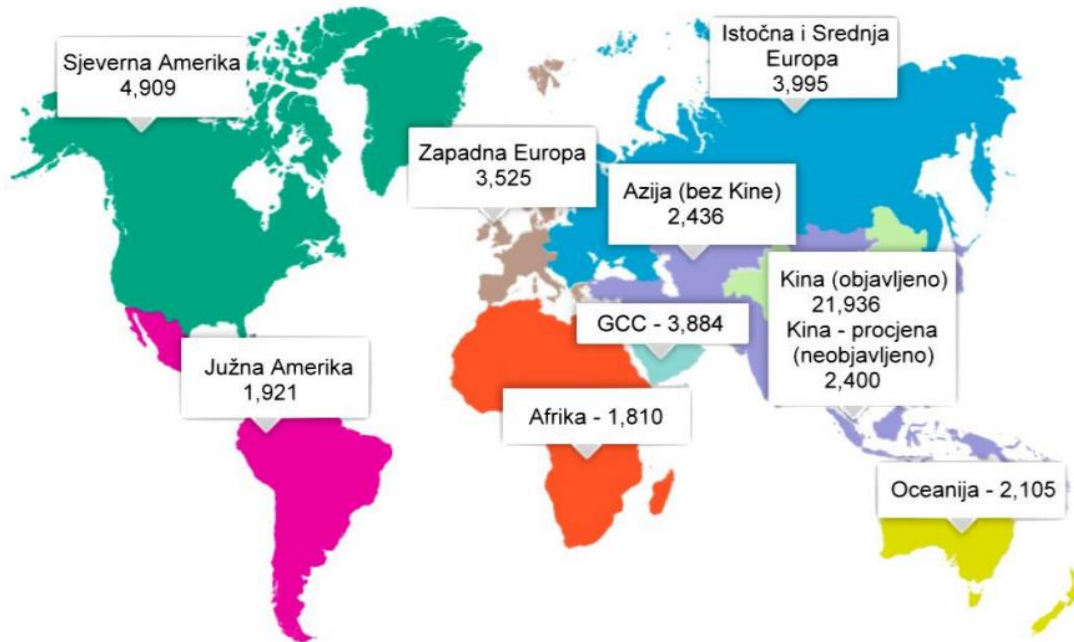 Sjeverna Amerika
4,909
Istočna i Srednja
Europa
3,995
Zapadna Europa
3,525
Azija (bez Kine)
2,436
Kina (objavljeno)
21,936
Kina - procjena
(neobjavljeno)
2,400
GCC - 3,884
Južna Amerika
1,921
Afrika - 1,810
Oceanija - 2,105